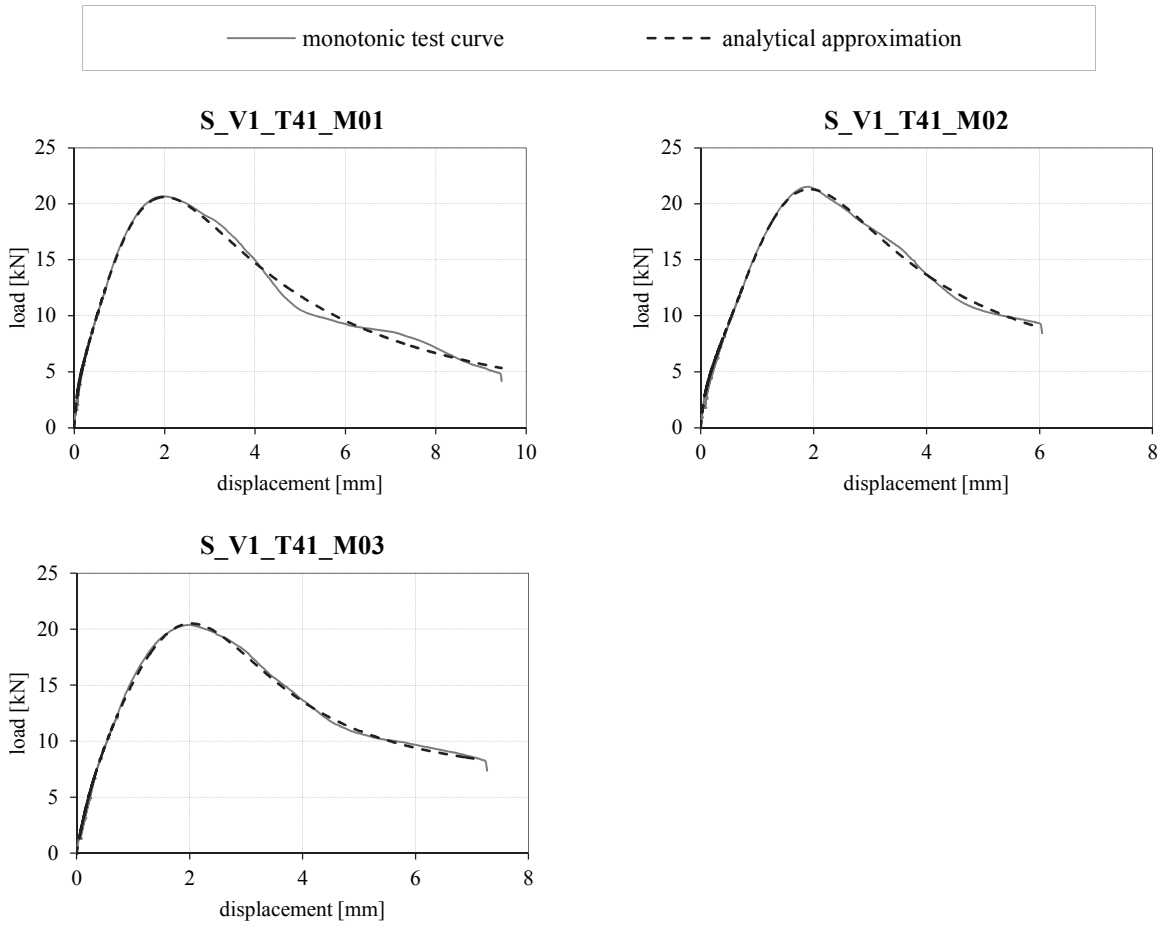 monotonic test curve analytical approximation
S_V1_T41_M01
25
20
15
10
5
0
load [kN]
0 2 4 6 8 10
displacement [mm]
S_V1_T41_M02
25
20
15
10
5
0
load [kN]
0 2 4 6 8
displacement [mm]
S_V1_T41_M03
25
20
15
10
5
0
load [kN]
0 2 4 6 8
displacement [mm]